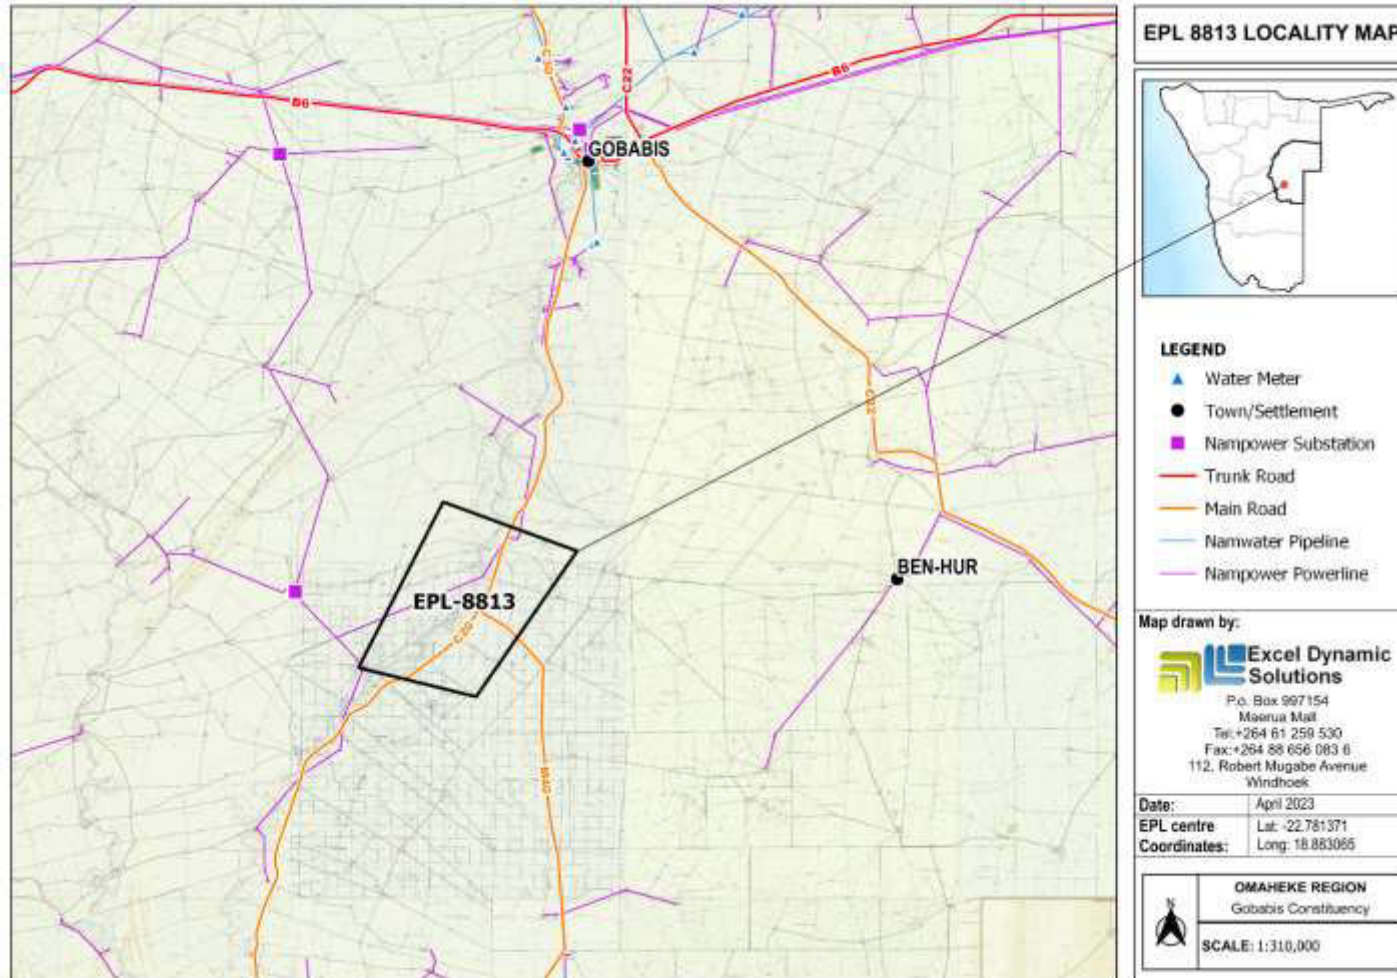 EPL 8813 LOCALITY MAP
B6
C30
C22
B6
GOBABIS
C22
EPL-8813
C20
BEN-HUR
M40
LEGEND
Water Meter
Town/Settlement
Nampower Substation
Trunk Road
Main Road
Namwater Pipeline
Nampower Powerline
Map drawn by:
Excel Dynamic
Solutions
P.o. Box 997154
Maerua Mall
Tel:+264 61 259 530
Fax:+264 88 656 083 6
112, Robert Mugabe Avenue
Windhoek
Date: April 2023
EPL centre Lat: -22.781371
Coordinates: Long: 18.883065
N
OMAHEKE REGION
Gobabis Constituency
SCALE: 1:310,000